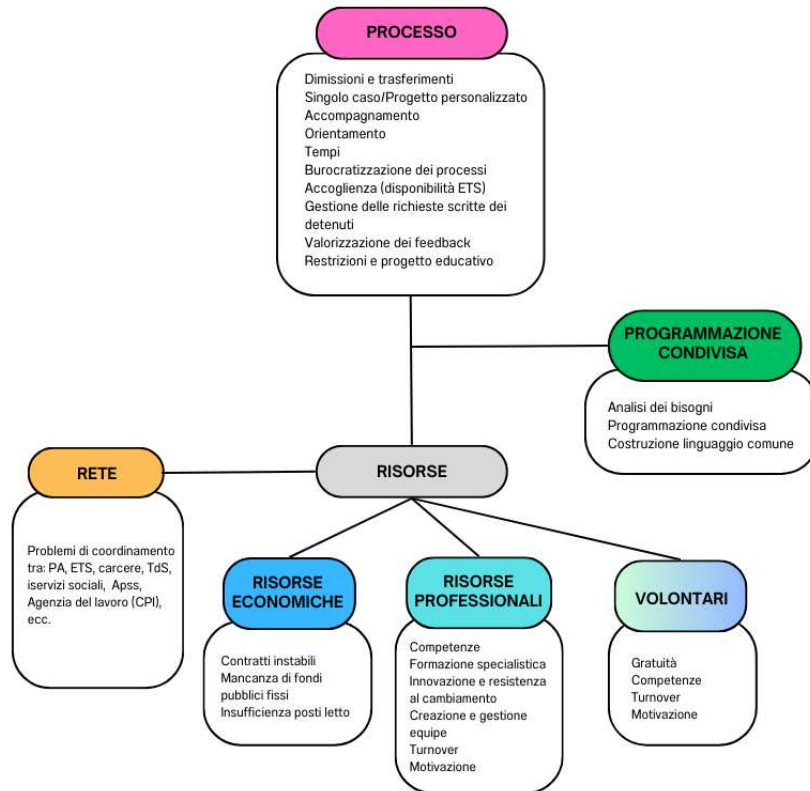 PROCESSO
Dimissioni e trasferimenti
Singolo caso/Progetto personalizzato
Accompagnamento
Orientamento
Tempi
Burocratizzazione dei processi
Accoglienza (disponibilità ETS)
Gestione delle richieste scritte dei
detenuti
Valorizzazione dei feedback
Restrizioni e progetto educativo
PROGRAMMAZIONE
CONDIVISA
Analisi dei bisogni
Programmazione condivisa
Costruzione linguaggio comune
RETE
Problemi di coordinamento
tra: PA, ETS, carcere, TdS,
iservizi sociali, Apss,
Agenzia del lavoro (CPI),
ecc.
RISORSE
RISORSE
ECONOMICHE
Contratti instabili
Mancanza di fondi
pubblici fissi
Insufficienza posti letto
RISORSE
PROFESSIONALI
Competenze
Formazione specialistica
Innovazione e resistenza
al cambiamento
Creazione e gestione
equipe
Turnover
Motivazione
VOLONTARI
Gratuità
Competenze
Turnover
Motivazione